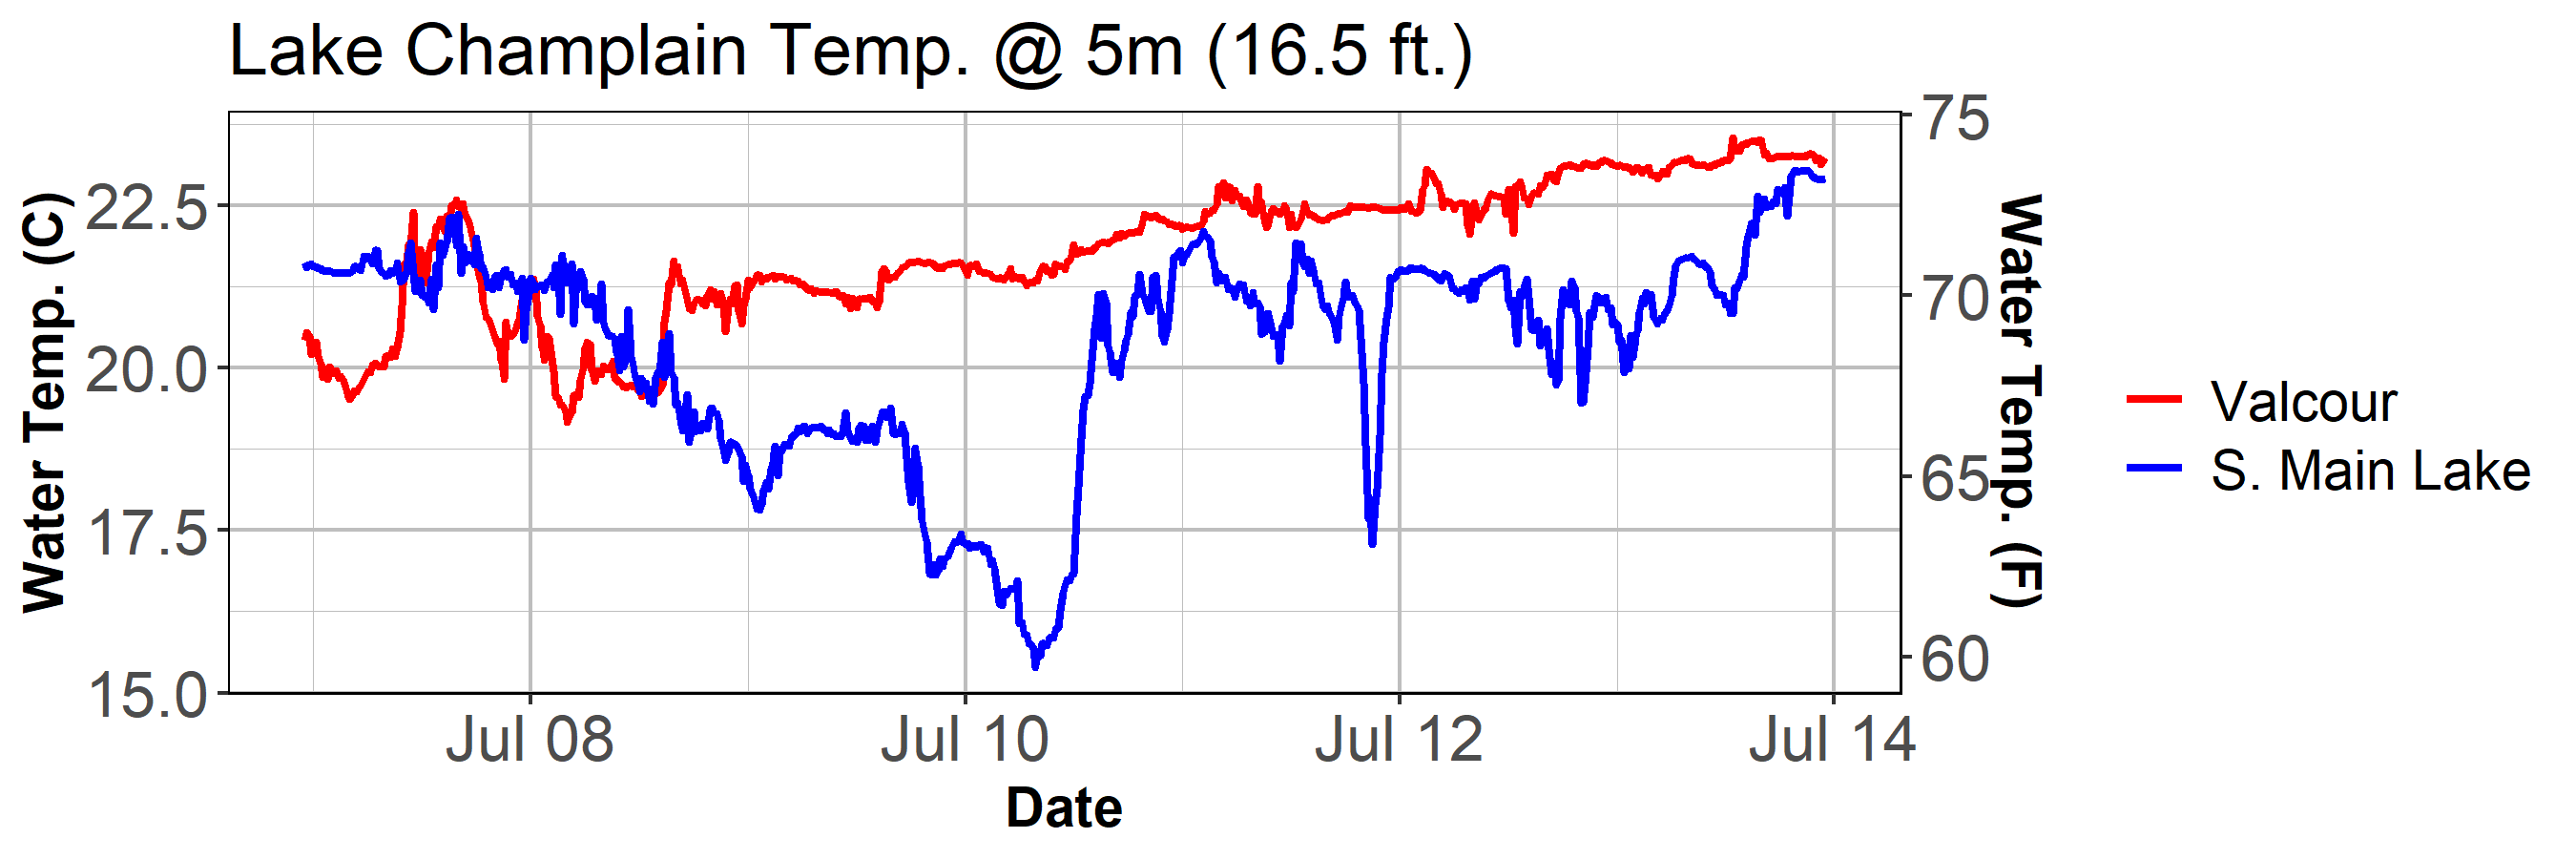 Lake Champlain Temp. @ 5m (16.5 ft.)
Water Temp. (C)
22.5
20.0
17.5
15.0
75
70
65
60
Water Temp. (F)
Jul 08
Jul 10
Jul 12
Jul 14
Date
Valcour
S. Main Lake